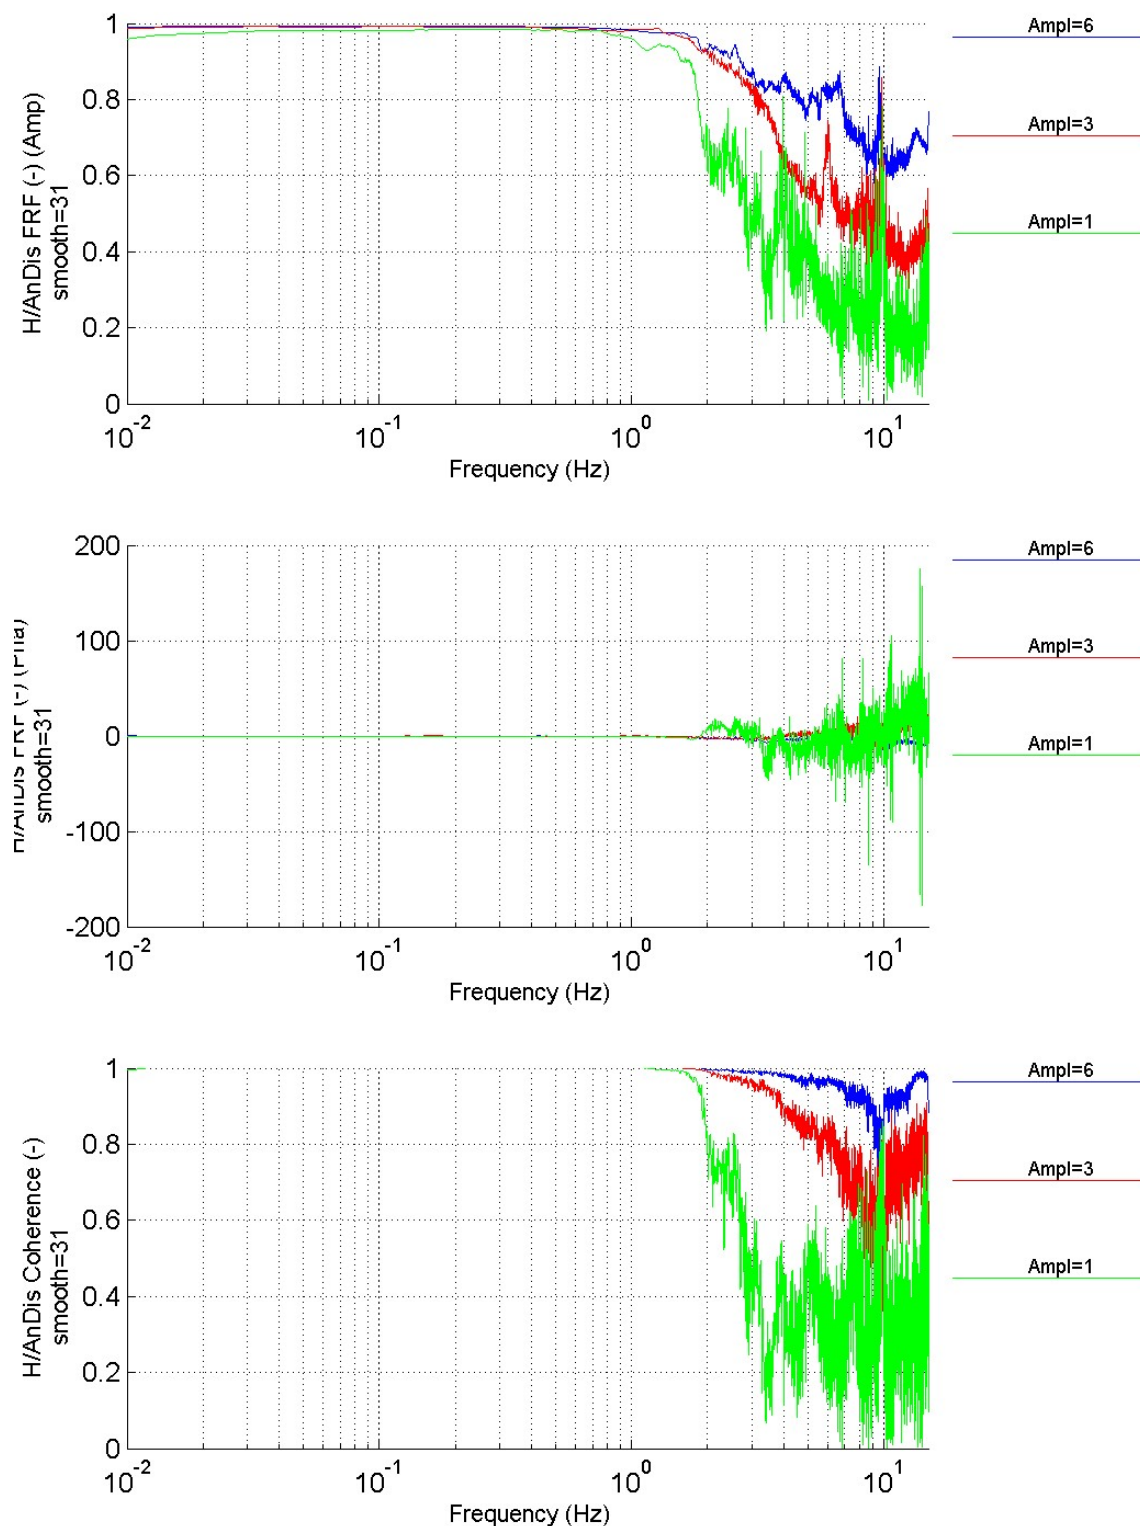 1
0.8
0.6
0.4
0.2
0
H/AnDis FRF (-) (Amp)
smooth=31
10^-2
10^-1
10^0
10^1
Frequency (Hz)
Ampl=6
Ampl=3
Ampl=1
200
100
0
-100
-200
H/AnDis FRF (-) (Pha)
smooth=31
10^-2
10^-1
10^0
10^1
Frequency (Hz)
Ampl=6
Ampl=3
Ampl=1
1
0.8
0.6
0.4
0.2
0
H/AnDis Coherence (-)
smooth=31
10^-2
10^-1
10^0
10^1
Frequency (Hz)
Ampl=6
Ampl=3
Ampl=1